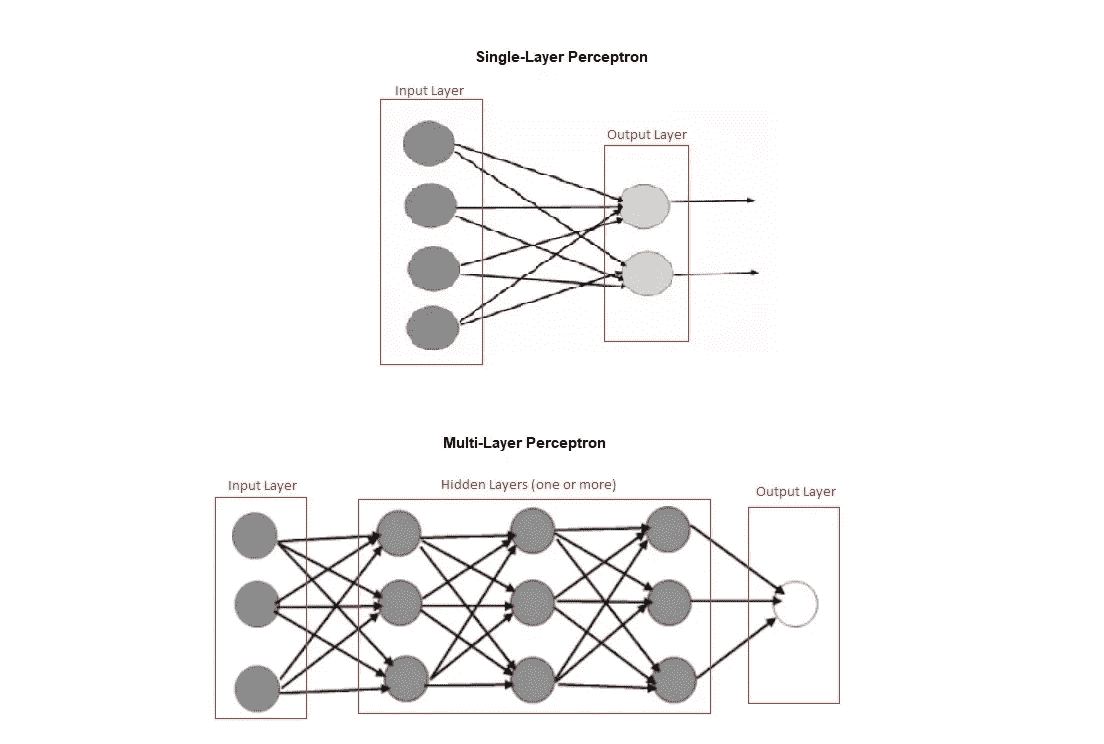 Single-Layer Perceptron
Input Layer
Output Layer
Multi-Layer Perceptron
Input Layer
Hidden Layers (one or more)
Output Layer